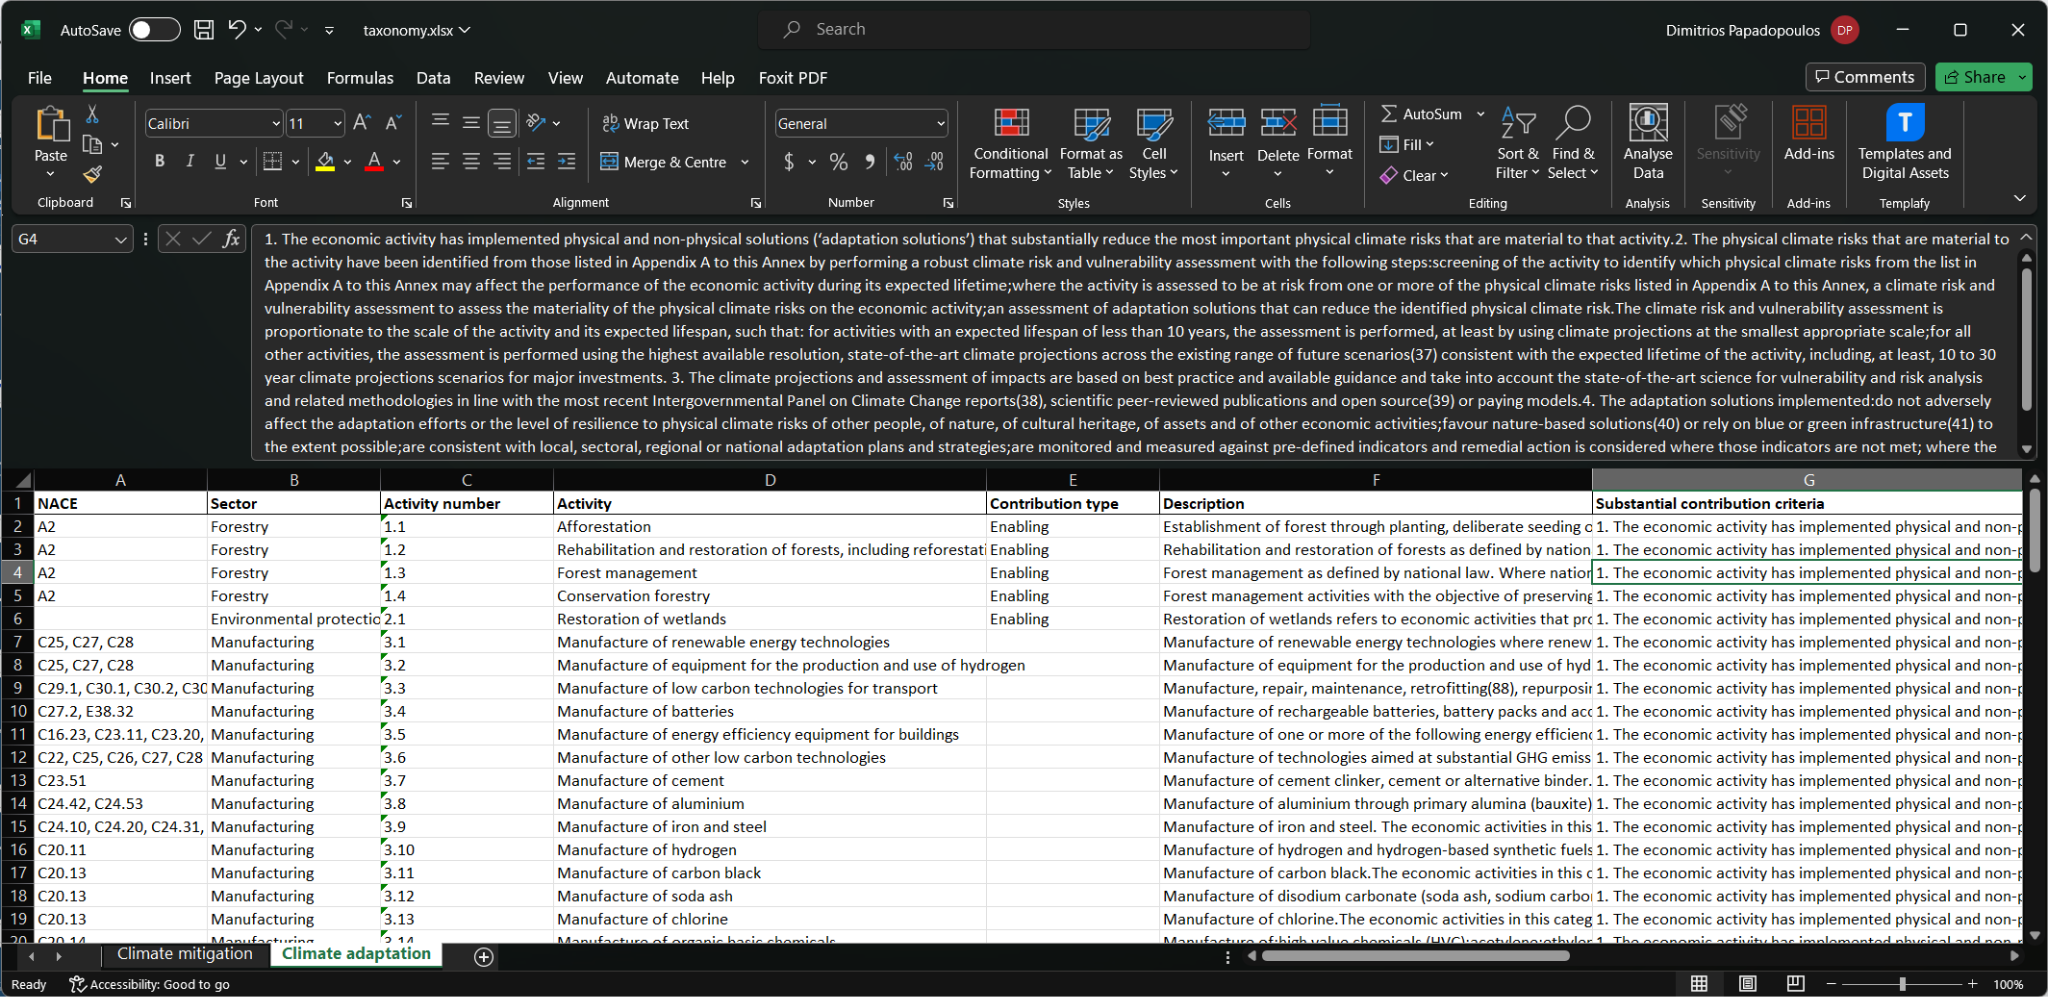 AutoSave taxonomy.xlsx Search Dimitrios Papadopoulos DP
File Home Insert Page Layout Formulas Data Review View Automate Help Foxit PDF Comments Share
Paste Calibri 11 Wrap Text General Conditional Formatting Format as Table Cell Styles Insert Delete Format AutoSum Sort & Filter Find & Select Analyse Data Sensitivity Add-ins Templates and Digital Assets
B I U A Merge & Centre $ % Fill Clear
Clipboard Font Alignment Number Styles Cells Editing Analysis Sensitivity Add-ins Templafy
G4 fx 1. The economic activity has implemented physical and non-physical solutions (‘adaptation solutions’) that substantially reduce the most important physical climate risks that are material to that activity.2. The physical climate risks that are material to
the activity have been identified from those listed in Appendix A to this Annex by performing a robust climate risk and vulnerability assessment with the following steps:screening of the activity to identify which physical climate risks from the list in
Appendix A to this Annex may affect the performance of the economic activity during its expected lifetime;where the activity is assessed to be at risk from one or more of the physical climate risks listed in Appendix A to this Annex, a climate risk and
vulnerability assessment to assess the materiality of the physical climate risks on the economic activity;an assessment of adaptation solutions that can reduce the identified physical climate risk.The climate risk and vulnerability assessment is
proportionate to the scale of the activity and its expected lifespan, such that: for activities with an expected lifespan of less than 10 years, the assessment is performed, at least by using climate projections at the smallest appropriate scale;for all
other activities, the assessment is performed using the highest available resolution, state-of-the-art climate projections across the existing range of future scenarios(37) consistent with the expected lifetime of the activity, including, at least, 10 to 30
year climate projections scenarios for major investments. 3. The climate projections and assessment of impacts are based on best practice and available guidance and take into account the state-of-the-art science for vulnerability and risk analysis
and related methodologies in line with the most recent Intergovernmental Panel on Climate Change reports(38), scientific peer-reviewed publications and open source(39) or paying models.4. The adaptation solutions implemented:do not adversely
affect the adaptation efforts or the level of resilience to physical climate risks of other people, of nature, of cultural heritage, of assets and of other economic activities;favour nature-based solutions(40) or rely on blue or green infrastructure(41) to
the extent possible;are consistent with local, sectoral, regional or national adaptation plans and strategies;are monitored and measured against pre-defined indicators and remedial action is considered where those indicators are not met; where the
A B C D E F G
1 NACE Sector Activity number Activity Contribution type Description Substantial contribution criteria
2 A2 Forestry 1.1 Afforestation Enabling Establishment of forest through planting, deliberate seeding o 1. The economic activity has implemented physical and non-p
3 A2 Forestry 1.2 Rehabilitation and restoration of forests, including reforestati Enabling Rehabilitation and restoration of forests as defined by nation 1. The economic activity has implemented physical and non-p
4 A2 Forestry 1.3 Forest management Enabling Forest management as defined by national law. Where nation 1. The economic activity has implemented physical and non-p
5 A2 Forestry 1.4 Conservation forestry Enabling Forest management activities with the objective of preserving 1. The economic activity has implemented physical and non-p
6 Environmental protectio 2.1 Restoration of wetlands Enabling Restoration of wetlands refers to economic activities that pro 1. The economic activity has implemented physical and non-p
7 C25, C27, C28 Manufacturing 3.1 Manufacture of renewable energy technologies Manufacture of renewable energy technologies where renew 1. The economic activity has implemented physical and non-p
8 C25, C27, C28 Manufacturing 3.2 Manufacture of equipment for the production and use of hydrogen Manufacture of equipment for the production and use of hyd 1. The economic activity has implemented physical and non-p
9 C29.1, C30.1, C30.2, C30 Manufacturing 3.3 Manufacture of low carbon technologies for transport Manufacture, repair, maintenance, retrofitting(88), repurposin 1. The economic activity has implemented physical and non-p
10 C27.2, E38.32 Manufacturing 3.4 Manufacture of batteries Manufacture of rechargeable batteries, battery packs and acc 1. The economic activity has implemented physical and non-p
11 C16.23, C23.11, C23.20, Manufacturing 3.5 Manufacture of energy efficiency equipment for buildings Manufacture of one or more of the following energy efficienc 1. The economic activity has implemented physical and non-p
12 C22, C25, C26, C27, C28 Manufacturing 3.6 Manufacture of other low carbon technologies Manufacture of technologies aimed at substantial GHG emiss 1. The economic activity has implemented physical and non-p
13 C23.51 Manufacturing 3.7 Manufacture of cement Manufacture of cement clinker, cement or alternative binder. 1. The economic activity has implemented physical and non-p
14 C24.42, C24.53 Manufacturing 3.8 Manufacture of aluminium Manufacture of aluminium through primary alumina (bauxite) 1. The economic activity has implemented physical and non-p
15 C24.10, C24.20, C24.31, Manufacturing 3.9 Manufacture of iron and steel Manufacture of iron and steel. The economic activities in this 1. The economic activity has implemented physical and non-p
16 C20.11 Manufacturing 3.10 Manufacture of hydrogen Manufacture of hydrogen and hydrogen-based synthetic fuels 1. The economic activity has implemented physical and non-p
17 C20.13 Manufacturing 3.11 Manufacture of carbon black Manufacture of carbon black.The economic activities in this c 1. The economic activity has implemented physical and non-p
18 C20.13 Manufacturing 3.12 Manufacture of soda ash Manufacture of disodium carbonate (soda ash, sodium carbo 1. The economic activity has implemented physical and non-p
19 C20.13 Manufacturing 3.13 Manufacture of chlorine Manufacture of chlorine.The economic activities in this categ 1. The economic activity has implemented physical and non-p
20 C20.14 Manufacturing 3.14 Manufacture of organic basic chemicals Manufacture of:high value chemicals (HVC):acetylene;ethylen 1. The economic activity has implemented physical and non-p
Climate mitigation Climate adaptation
Ready Accessibility: Good to go 100%